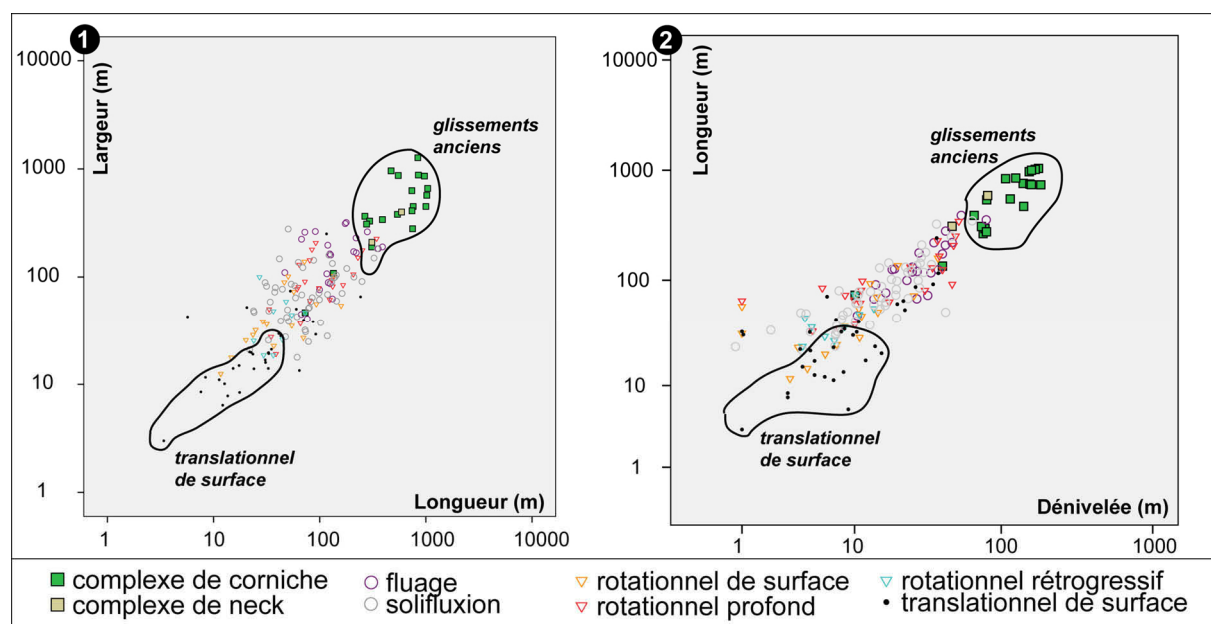 1
Largeur (m)
10000
1000
100
10
1
glissements
anciens
translationnel
de surface
Longueur (m)
1
10
100
1000
10000
2
Longueur (m)
10000
1000
100
10
1
glissements
anciens
translationnel
de surface
Dénivelée (m)
1
10
100
1000
complexe de corniche
complexe de neck
fluage
solifluxion
rotationnel de surface
rotationnel profond
rotationnel rétrogressif
translationnel de surface